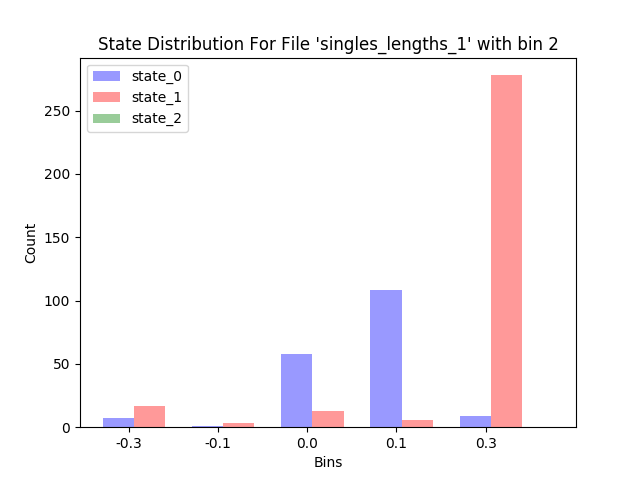 State Distribution For File 'singles_lengths_1' with bin 2
state_0
state_1
state_2
250
200
150
100
50
0
Count
-0.3 -0.1 0.0 0.1 0.3
Bins